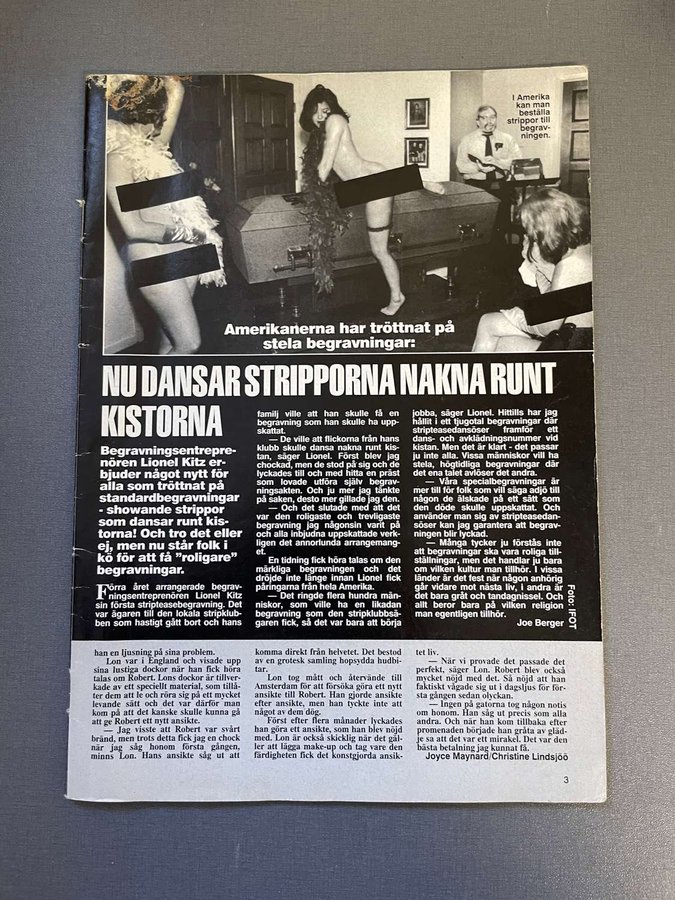 I Amerika
kan man
beställa
strippor till
begrav-
ningen.
Amerikanerna har tröttnat på
stela begravningar:
NU DANSAR STRIPPORNA NAKNA RUNT
KISTORNA
Begravningsentrepre-
nören Lionel Kitz er-
bjuder något nytt för
alla som tröttnat på
standardbegravningar
- showande strippor
som dansar runt kis-
torna! Och tro det eller
ej, men nu står folk i
kö för att få "roligare"
begravningar.
Förra året arrangerade begrav-
ningsentreprenören Lionel Kitz
sin första stripteasebegravning. Det
var ägaren till den lokala stripklub-
ben som hastigt gått bort och hans
familj ville att han skulle få en
begravning som han skulle ha upp-
skattat.
— De ville att flickorna från hans
klubb skulle dansa nakna runt kis-
tan, säger Lionel. Först blev jag
chockad, men de stod på sig och de
lyckades till och med hitta en präst
som lovade utföra själv begrav-
ningsakten. Och ju mer jag tänkte
på saken, desto mer gillade jag den.
— Och det slutade med att det
var den roligaste och trevligaste
begravning jag någonsin varit på
och alla inbjudna uppskattade verk-
ligen det annorlunda arrangemang-
et.
En tidning fick höra talas om den
märkliga begravningen och det
dröjde inte länge innan Lionel fick
påringarna från hela Amerika.
— Det ringde flera hundra män-
niskor, som ville ha en likadan
begravning som den stripklubbsä-
garen fick, så det var bara att börja
jobba, säger Lionel. Hittills har jag
hållit i ett tjugotal begravningar där
stripteasedansöser framför ett
dans- och avklädningsnummer vid
kistan. Men det är klart - det passar
ju inte alla. Vissa människor vill ha
stela, högtidliga begravningar där
det ena talet avlöser det andra.
— Våra specialbegravningar är
mer till för folk som vill säga adjö till
någon de älskade på ett sätt som
den döde skulle uppskattat. Och
använder man sig av stripteasedan-
söser kan jag garantera att begrav-
ningen blir lyckad.
— Många tycker ju förstås inte
att begravningar ska vara roliga till-
ställningar, men det handlar ju bara
om vilken kultur man tillhör. I vissa
länder är det fest när någon anhörig
går vidare mot nästa liv, i andra är
det bara gråt och tandagnissel. Och
allt beror bara på vilken religion
man egentligen tillhör.
Joe Berger
Foto: IFOT
han en ljusning på sina problem.
Lon var i England och visade upp
sina lustiga dockor när han fick höra
talas om Robert. Lons dockor är tillver-
kade av ett speciellt material, som tillå-
ter dem att le och röra sig på ett mycket
levande sätt och det var därför man
kom på att det kanske skulle kunna gå
att ge Robert ett nytt ansikte.
— Jag visste att Robert var svårt
bränd, men trots detta fick jag en chock
när jag såg honom första gången,
minns Lon. Hans ansikte såg ut att
komma direkt från helvetet. Det bestod
av en grotesk samling hopsydda hudbi-
tar.
Lon tog mått och återvände till
Amsterdam för att försöka göra ett nytt
ansikte till Robert. Han gjorde ansikte
efter ansikte, men han tyckte inte att
något av dem dög.
Först efter flera månader lyckades
han göra ett ansikte, som han blev nöjd
med. Lon är också skicklig när det gäl-
ler att lägga make-up och tag vare den
färdigheten fick det konstgjorda ansik-
tet liv.
— När vi provade det passade det
perfekt, säger Lon. Robert blev också
mycket nöjd med det. Så nöjd att han
faktiskt vågade sig ut i dagsljus för för-
sta gången sedan olyckan.
— Ingen på gatorna tog någon notis
om honom. Han såg ut precis som alla
andra. Och när han kom tillbaka efter
promenaden började han gråta av gläd-
je sa att det var ett mirakel. Det var den
bästa betalning jag kunnat få.
Joyce Maynard/Christine Lindsjöö
3